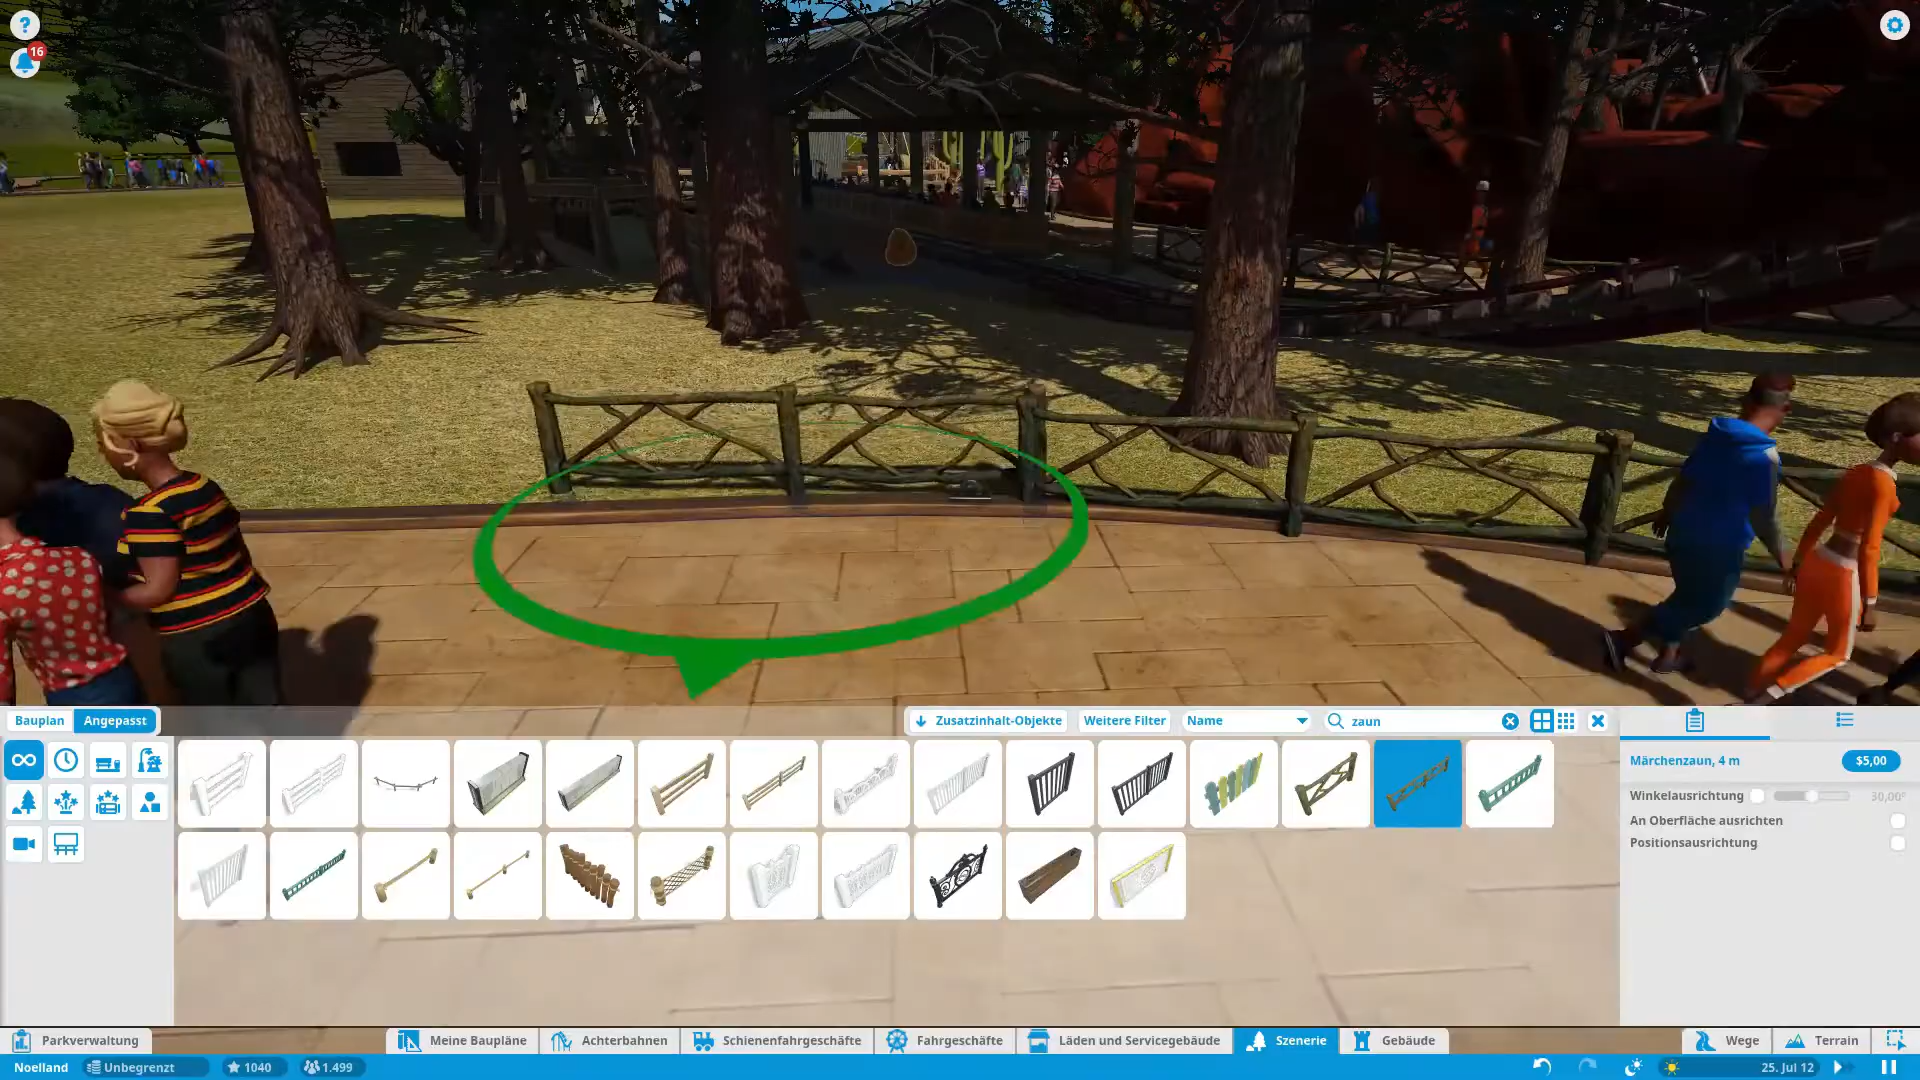 ?
16
Bauplan Angepasst
Zusatzinhalt-Objekte Weitere Filter Name zaun
Märchenzaun, 4 m $5,00
Winkelausrichtung 30,00°
An Oberfläche ausrichten
Positionsausrichtung
Parkverwaltung Meine Baupläne Achterbahnen Schienenfahrgeschäfte Fahrgeschäfte Läden und Servicegebäude Szenerie Gebäude Wege Terrain
Noelland Unbegrenzt 1040 1.499 25. Jul 12